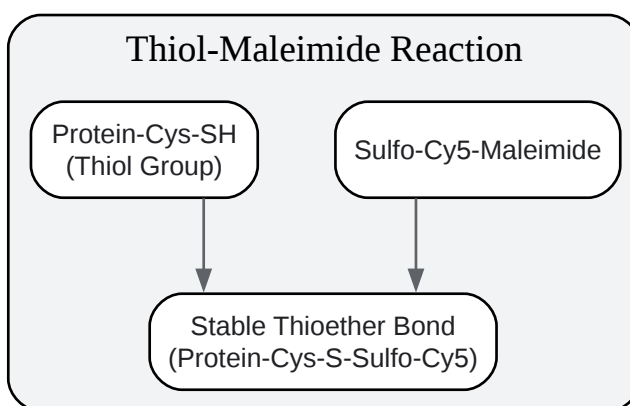 Thiol-Maleimide Reaction
Protein-Cys-SH
(Thiol Group)
Sulfo-Cy5-Maleimide
Stable Thioether Bond
(Protein-Cys-S-Sulfo-Cy5)